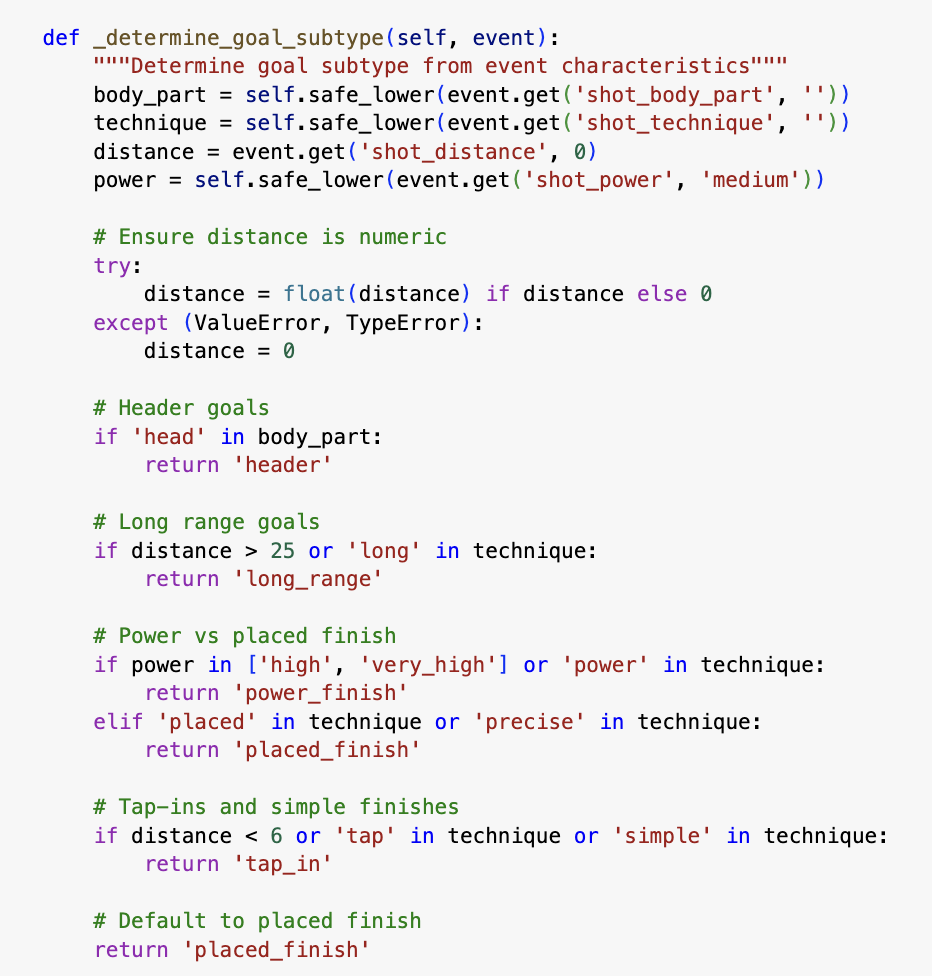 def _determine_goal_subtype(self, event):
    """Determine goal subtype from event characteristics"""
    body_part = self.safe_lower(event.get('shot_body_part', ''))
    technique = self.safe_lower(event.get('shot_technique', ''))
    distance = event.get('shot_distance', 0)
    power = self.safe_lower(event.get('shot_power', 'medium'))

    # Ensure distance is numeric
    try:
        distance = float(distance) if distance else 0
    except (ValueError, TypeError):
        distance = 0

    # Header goals
    if 'head' in body_part:
        return 'header'

    # Long range goals
    if distance > 25 or 'long' in technique:
        return 'long_range'

    # Power vs placed finish
    if power in ['high', 'very_high'] or 'power' in technique:
        return 'power_finish'
    elif 'placed' in technique or 'precise' in technique:
        return 'placed_finish'

    # Tap-ins and simple finishes
    if distance < 6 or 'tap' in technique or 'simple' in technique:
        return 'tap_in'

    # Default to placed finish
    return 'placed_finish'